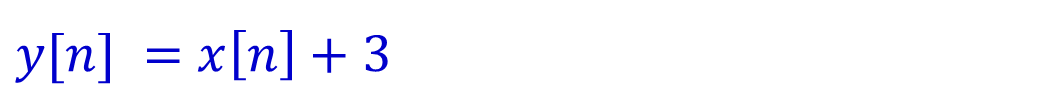 y[n] = x[n] + 3